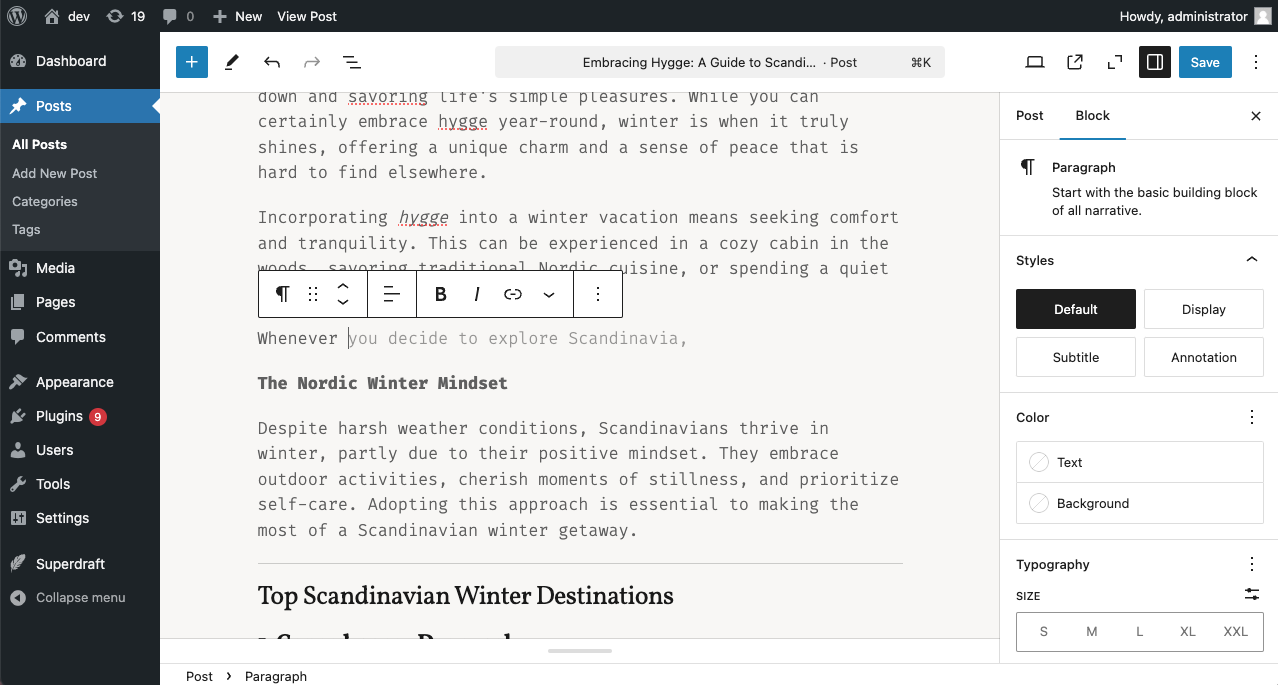 dev
19
0
New
View Post
Howdy, administrator
Dashboard
Posts
All Posts
Add New Post
Categories
Tags
Media
Pages
Comments
Appearance
Plugins 9
Users
Tools
Settings
Superdraft
Collapse menu
Embracing Hygge: A Guide to Scandi... · Post ⌘K
Save
down and savoring life's simple pleasures. While you can
certainly embrace hygge year-round, winter is when it truly
shines, offering a unique charm and a sense of peace that is
hard to find elsewhere.
Incorporating hygge into a winter vacation means seeking comfort
and tranquility. This can be experienced in a cozy cabin in the
woods, savoring traditional Nordic cuisine, or spending a quiet
B I
Whenever you decide to explore Scandinavia,
The Nordic Winter Mindset
Despite harsh weather conditions, Scandinavians thrive in
winter, partly due to their positive mindset. They embrace
outdoor activities, cherish moments of stillness, and prioritize
self-care. Adopting this approach is essential to making the
most of a Scandinavian winter getaway.
Top Scandinavian Winter Destinations
Post
Block
Paragraph
Start with the basic building block
of all narrative.
Styles
Default
Display
Subtitle
Annotation
Color
Text
Background
Typography
SIZE
S M L XL XXL
Post › Paragraph